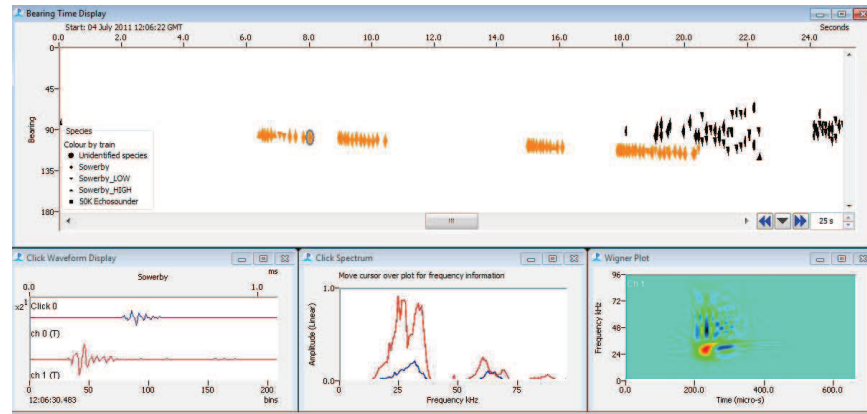 Bearing Time Display
Start: 04 July 2011 12:06:22 GMT
Seconds
0.0 2.0 4.0 6.0 8.0 10.0 12.0 14.0 16.0 18.0 20.0 22.0 24.0
0
45
90
135
180
Bearing
Species
Colour by train
Unidentified species
Sowerby
Sowerby_LOW
Sowerby_HIGH
50K Echosounder
25 s
Click Waveform Display
Sowerby
ms
0.0 1.0
x2^1
Click 0
ch 0 (T)
ch 1 (T)
0 50 100 150 200
12:06:30.483
bins
Click Spectrum
Move cursor over plot for frequency information
1.0
0.0
Amplitude (Linear)
0 25 50 75
Frequency kHz
Wigner Plot
Ch 1
96
72
48
24
0.0
Frequency kHz
0.0 200.0 400.0 600.0
Time (micro-s)